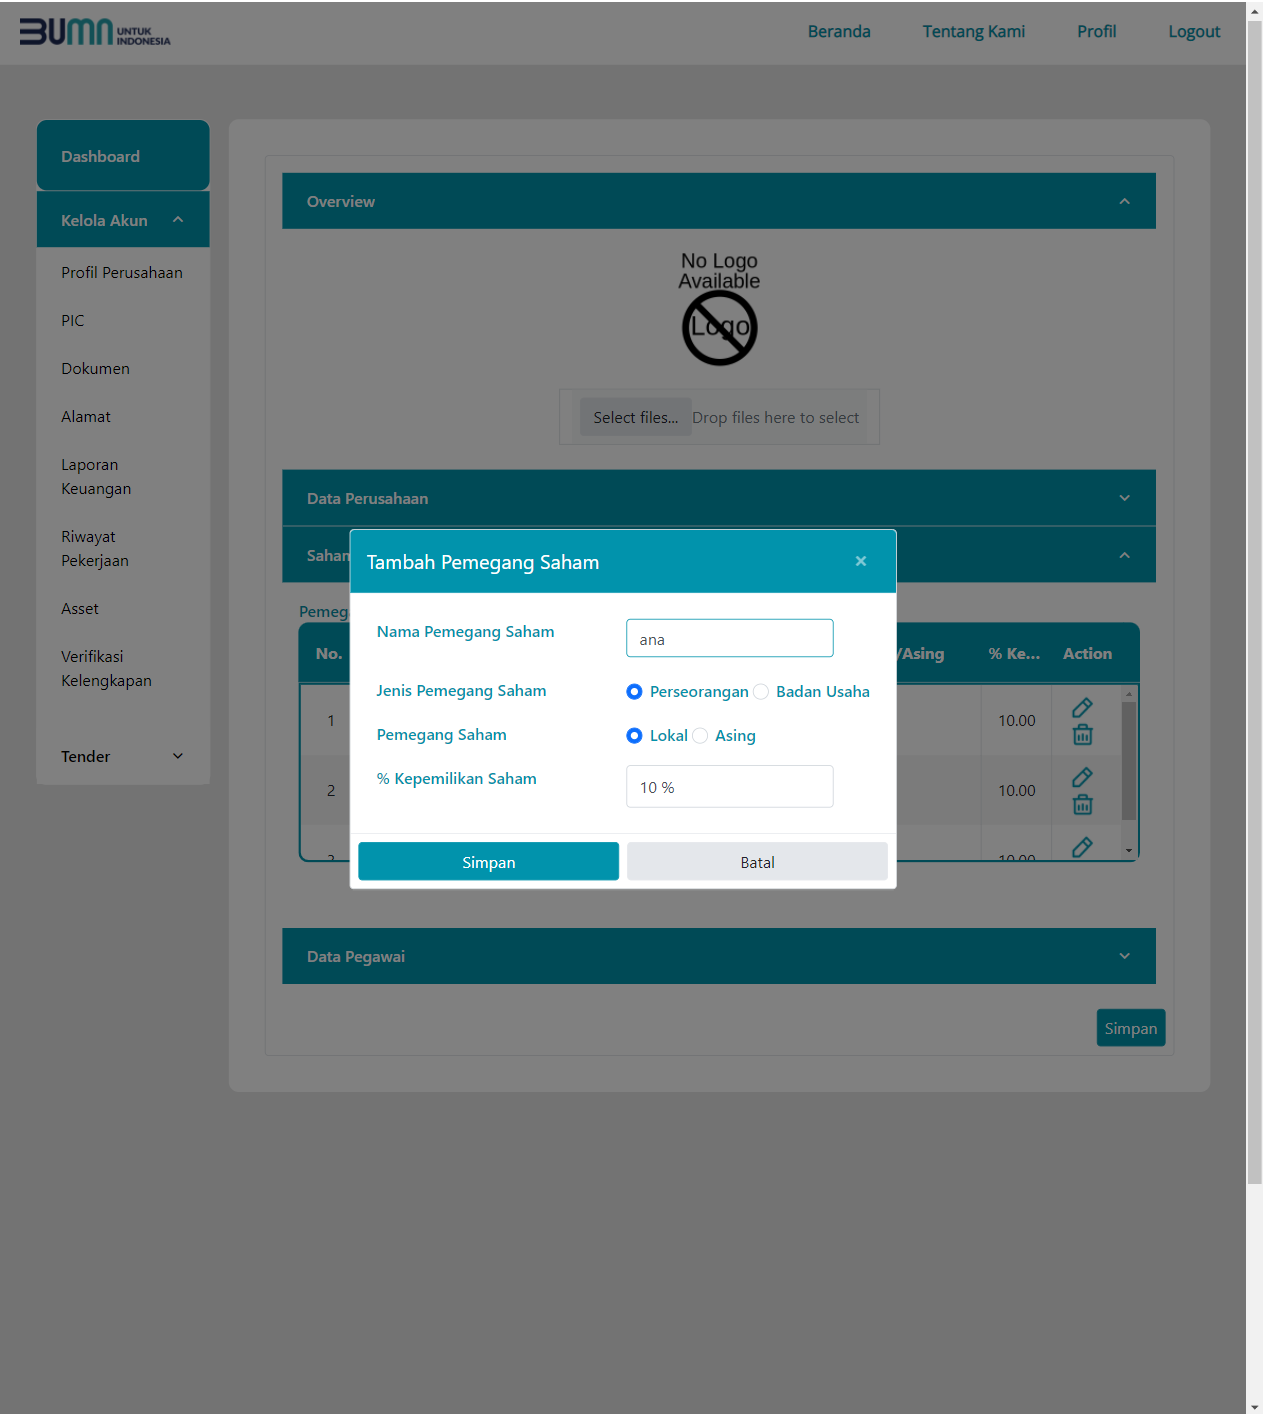 BUMN UNTUK INDONESIA
Beranda Tentang Kami Profil Logout
Dashboard
Kelola Akun
Profil Perusahaan
PIC
Dokumen
Alamat
Laporan
Keuangan
Riwayat
Pekerjaan
Asset
Verifikasi
Kelengkapan
Tender
Overview
No Logo
Available
Logo
Select files... Drop files here to select
Data Perusahaan
Saham
Tambah Pemegang Saham ×
Nama Pemegang Saham ana
Jenis Pemegang Saham Perseorangan Badan Usaha
Pemegang Saham Lokal Asing
% Kepemilikan Saham 10 %
Simpan Batal
Pemeg
No. /Asing % Ke... Action
1 10.00
2 10.00
3 10.00
Data Pegawai
Simpan